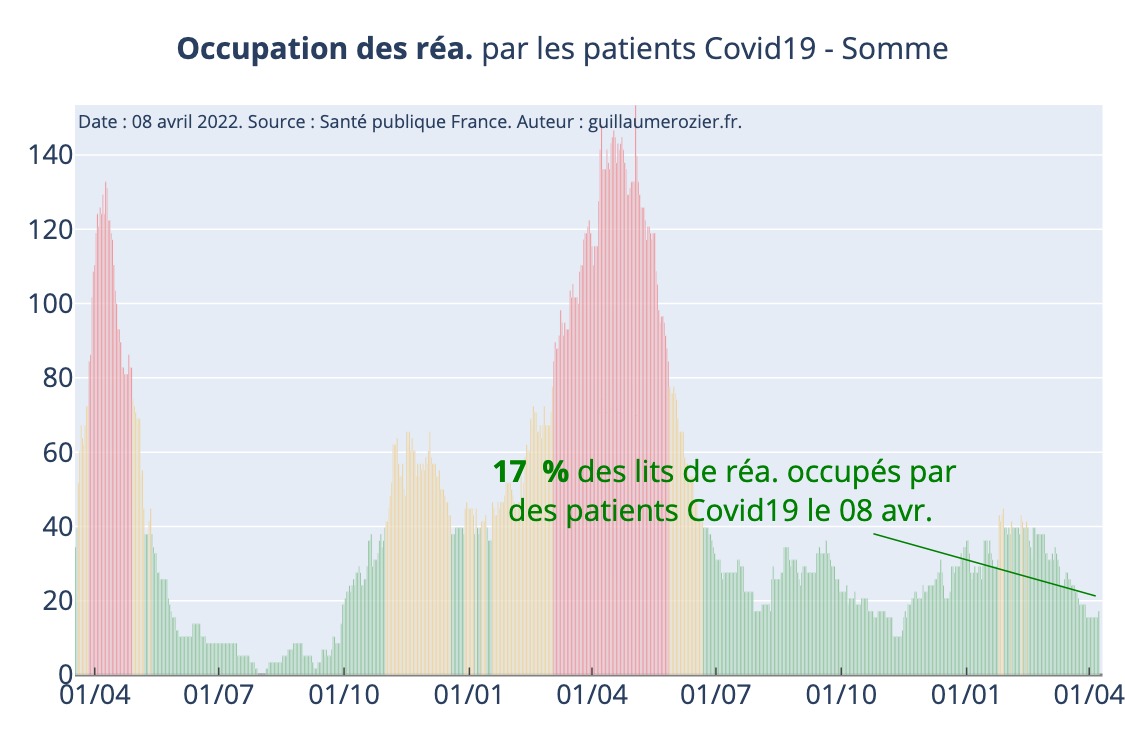 Occupation des réa. par les patients Covid19 - Somme
Date : 08 avril 2022. Source : Santé publique France. Auteur : guillaumerozier.fr.
140
120
100
80
60
40
20
0
17 % des lits de réa. occupés par
des patients Covid19 le 08 avr.
01/04 01/07 01/10 01/01 01/04 01/07 01/10 01/01 01/04